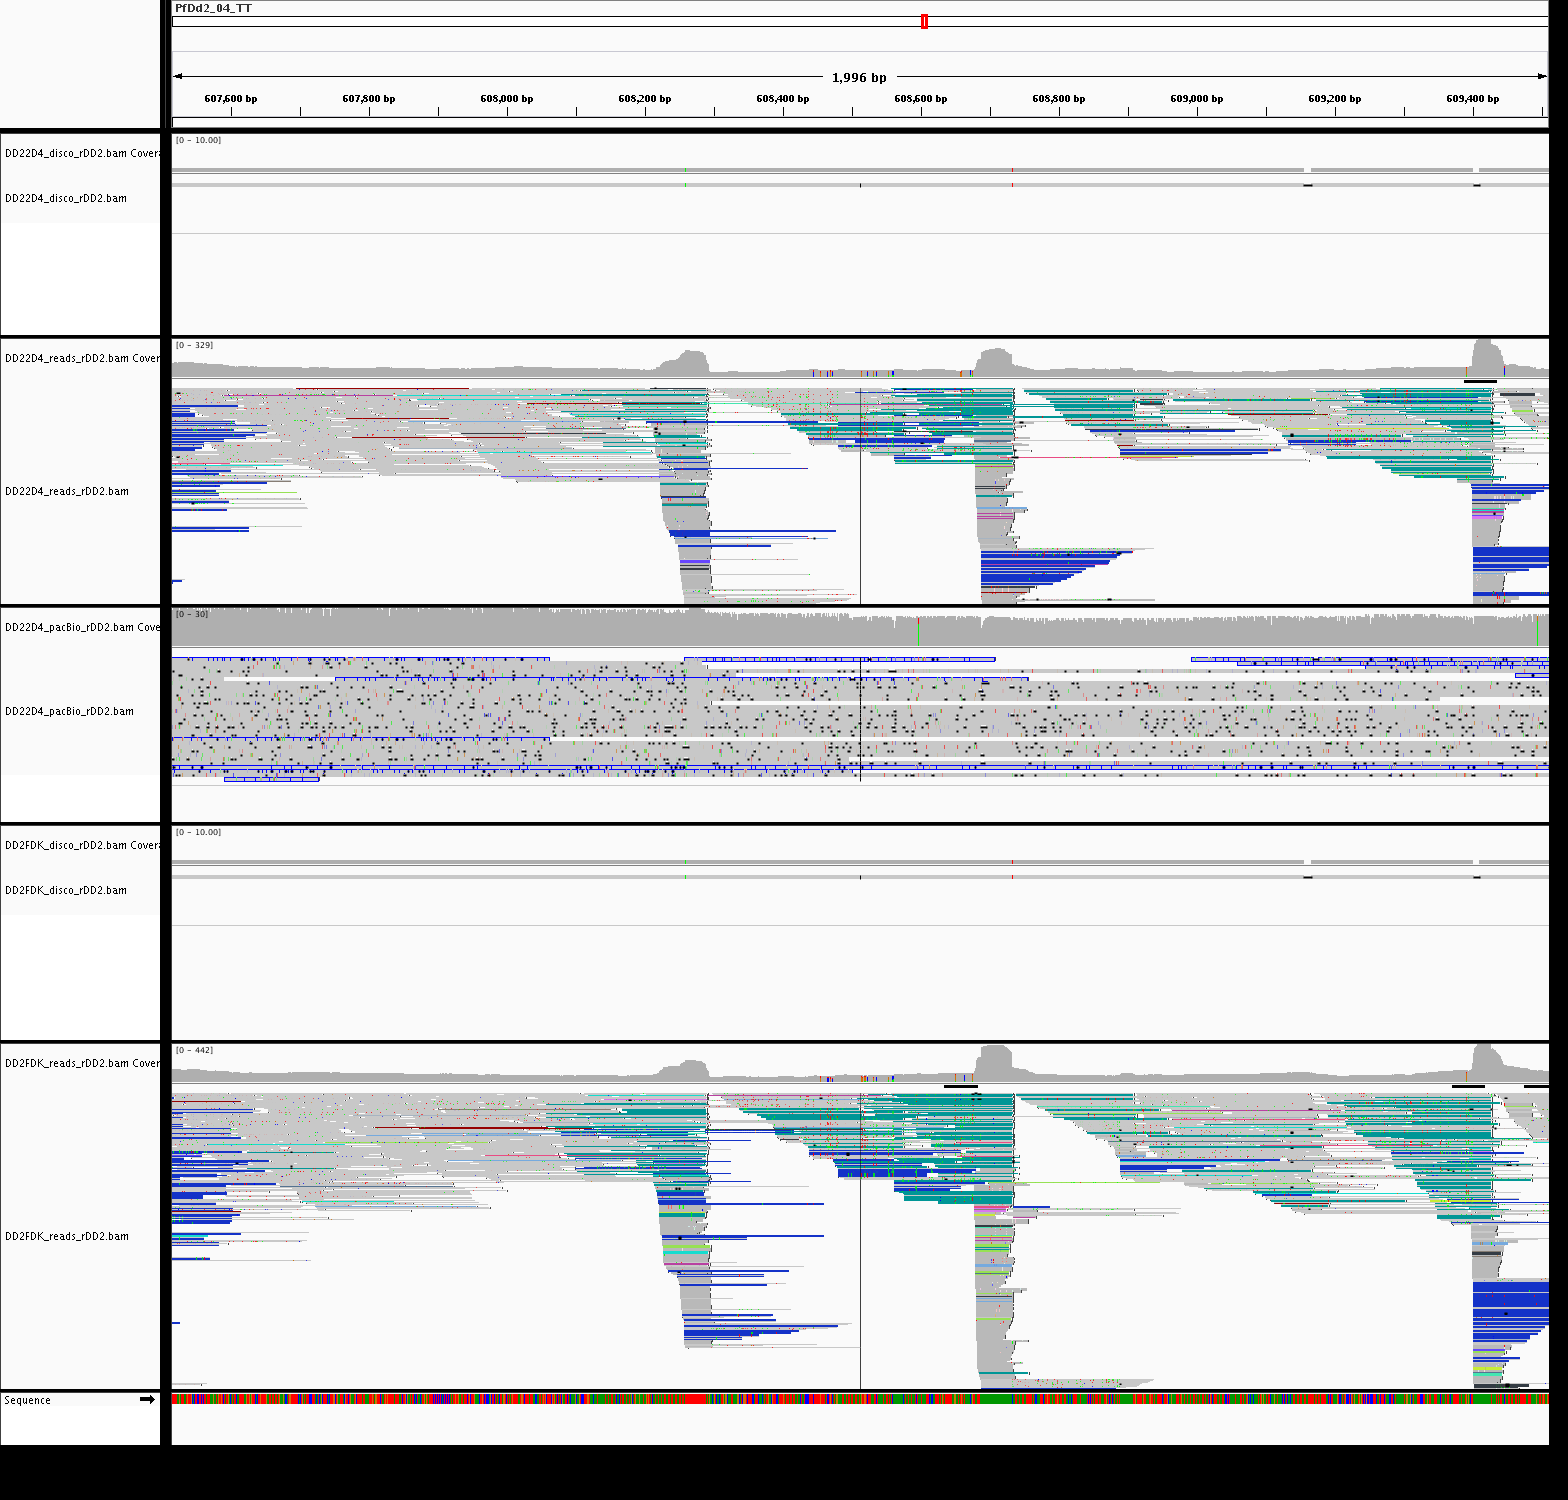 PfDd2_04_TT
1,996 bp
607,600 bp 607,800 bp 608,000 bp 608,200 bp 608,400 bp 608,600 bp 608,800 bp 609,000 bp 609,200 bp 609,400 bp
[0 - 10.00]
DD22D4_disco_rDD2.bam Covera
DD22D4_disco_rDD2.bam
[0 - 329]
DD22D4_reads_rDD2.bam Cover
DD22D4_reads_rDD2.bam
[0 - 30]
DD22D4_pacBio_rDD2.bam Cove
DD22D4_pacBio_rDD2.bam
[0 - 10.00]
DD2FDK_disco_rDD2.bam Covera
DD2FDK_disco_rDD2.bam
[0 - 442]
DD2FDK_reads_rDD2.bam Cover
DD2FDK_reads_rDD2.bam
Sequence